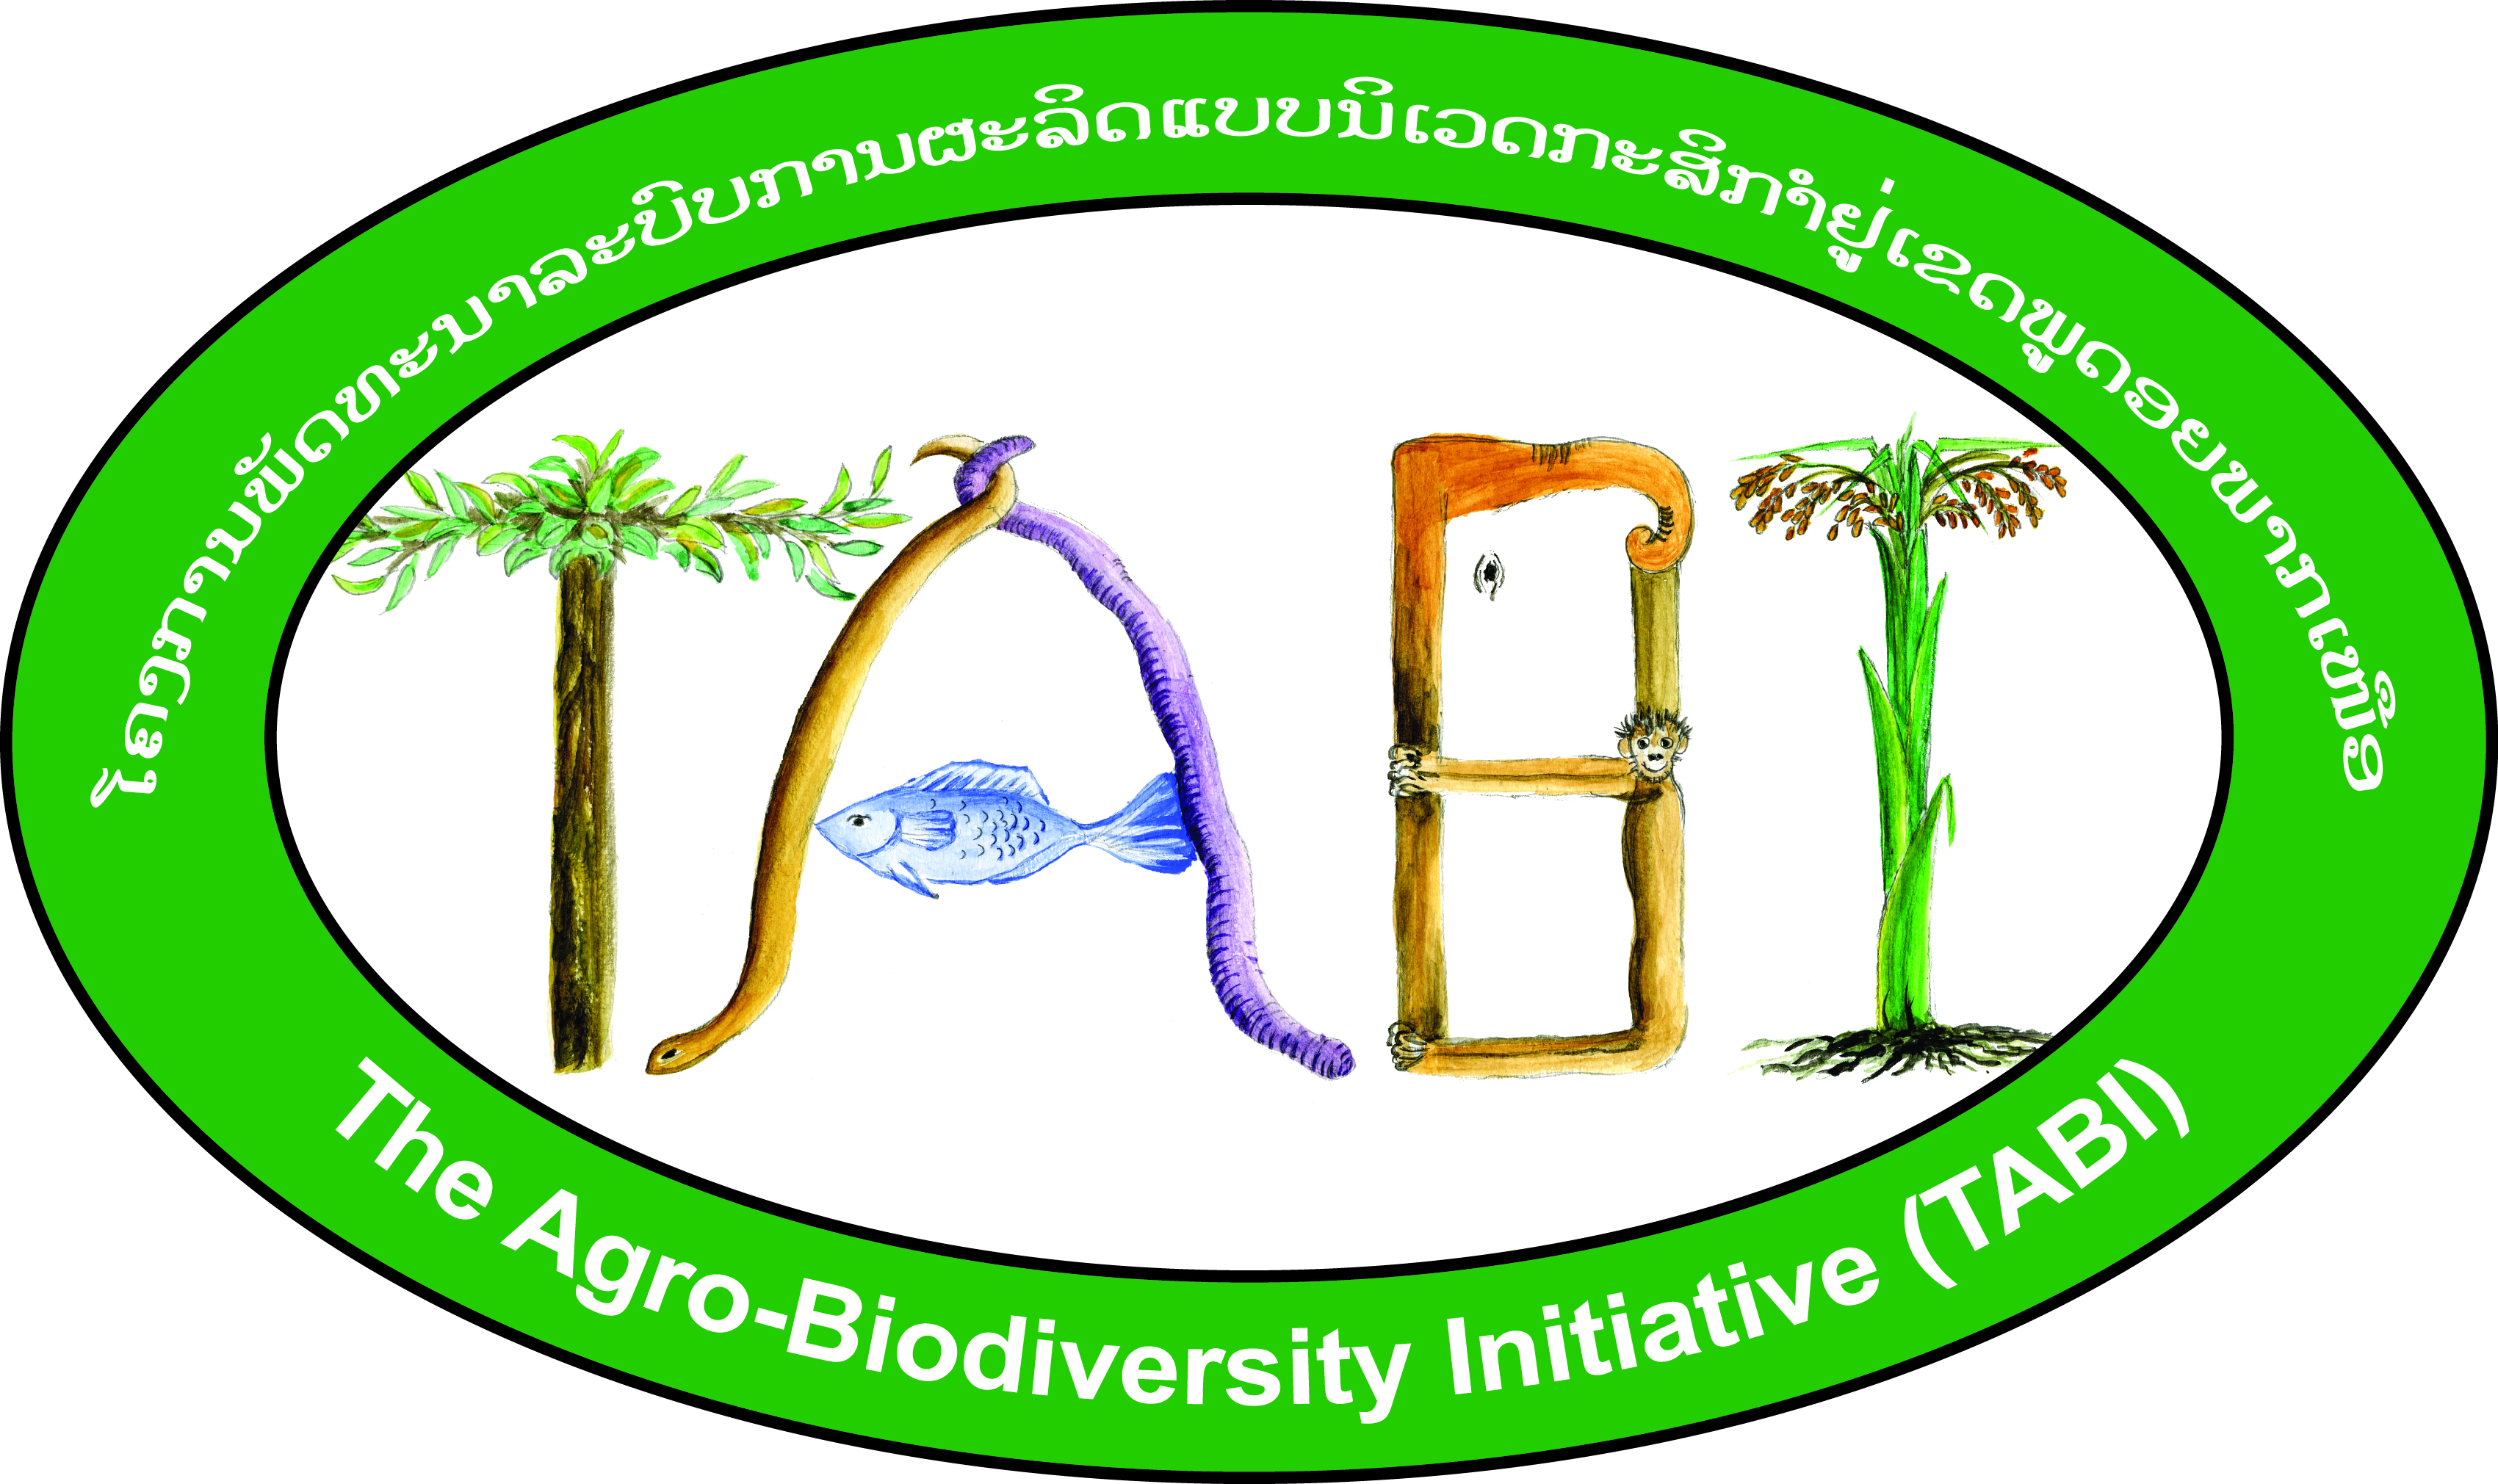 ໂຄງການພັດທະນາລະບົບການຜະລິດແບບນິເວດກະສິກຳຢູ່ເຂດພູດອຍພາກເໜືອ
TABI
The Agro-Biodiversity Initiative (TABI)